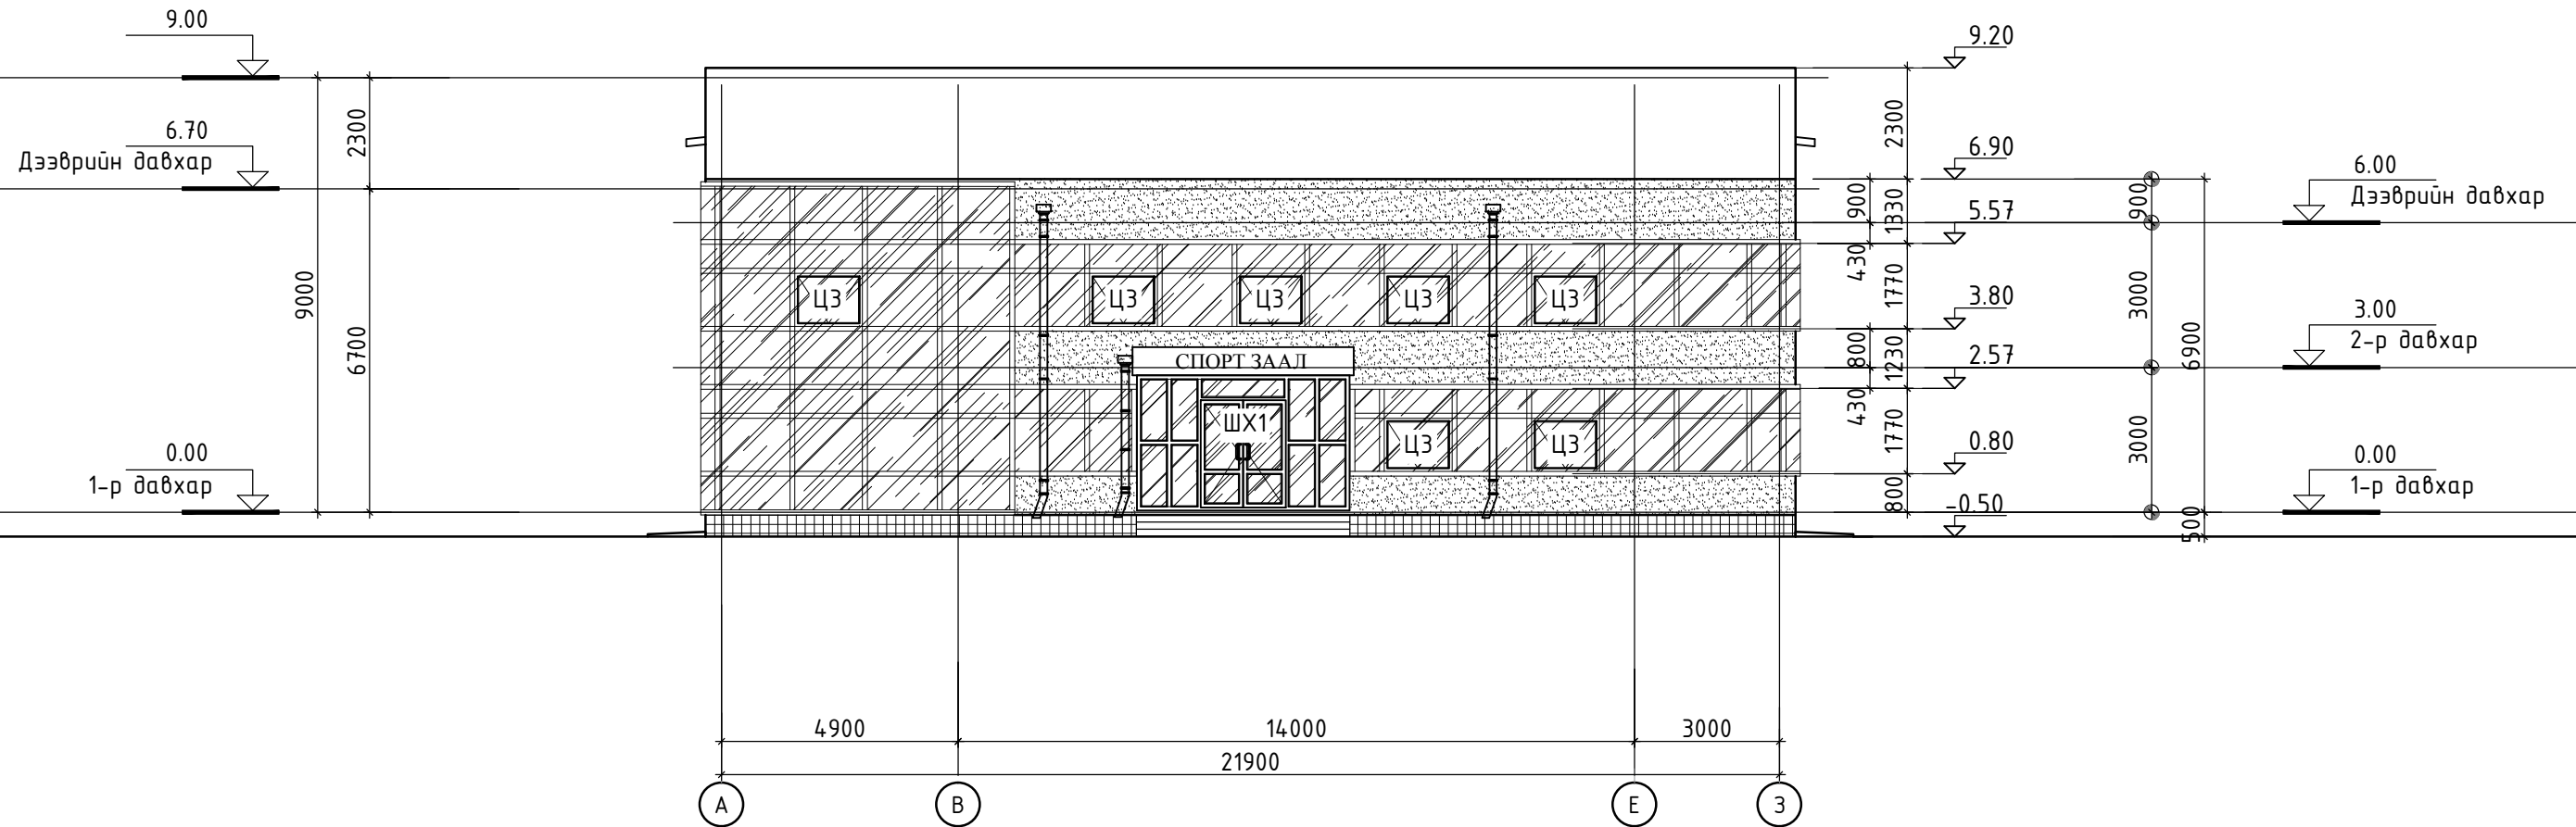 9.00
6.70
Дээврийн давхар
0.00
1-р давхар
2300
9000
6700
ЦЗ
ЦЗ
ЦЗ
ЦЗ
ЦЗ
СПОРТ ЗААЛ
ШХ1
ЦЗ
ЦЗ
9.20
6.90
5.57
3.80
2.57
0.80
-0.50
2300
900
1330
430
1770
800
1230
430
1770
800
900
3000
3000
6900
500
6.00
Дээврийн давхар
3.00
2-р давхар
0.00
1-р давхар
4900
14000
3000
21900
А
В
Е
З